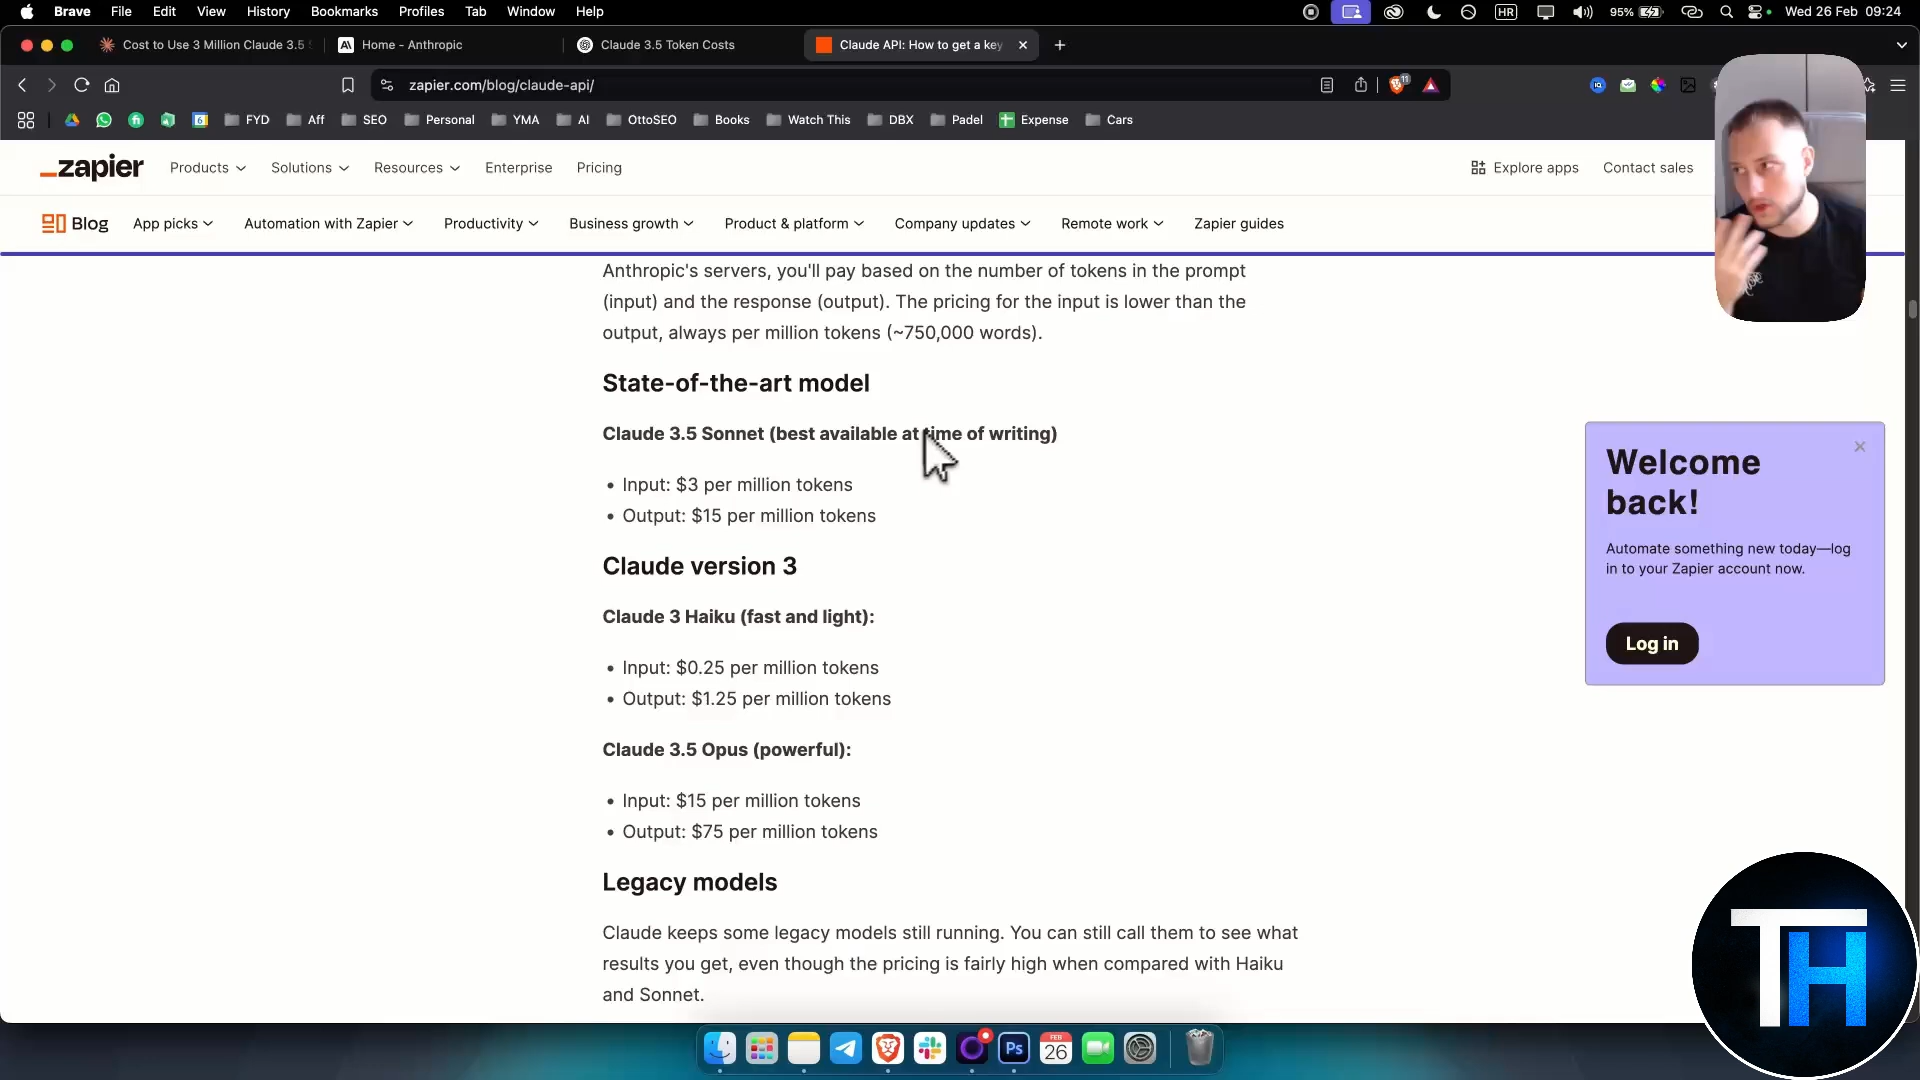 Brave File Edit View History Bookmarks Profiles Tab Window Help HR 95% Wed 26 Feb 09:24
Cost to Use 3 Million Claude 3.5 Home - Anthropic Claude 3.5 Token Costs Claude API: How to get a key
zapier.com/blog/claude-api/ 11
FYD Aff SEO Personal YMA AI OttoSEO Books Watch This DBX Padel Expense Cars
zapier Products Solutions Resources Enterprise Pricing Explore apps Contact sales
Blog App picks Automation with Zapier Productivity Business growth Product & platform Company updates Remote work Zapier guides
Anthropic's servers, you'll pay based on the number of tokens in the prompt
(input) and the response (output). The pricing for the input is lower than the
output, always per million tokens (~750,000 words).
State-of-the-art model
Claude 3.5 Sonnet (best available at time of writing)
• Input: $3 per million tokens
• Output: $15 per million tokens
Claude version 3
Claude 3 Haiku (fast and light):
• Input: $0.25 per million tokens
• Output: $1.25 per million tokens
Claude 3.5 Opus (powerful):
• Input: $15 per million tokens
• Output: $75 per million tokens
Legacy models
Claude keeps some legacy models still running. You can still call them to see what
results you get, even though the pricing is fairly high when compared with Haiku
and Sonnet.
Welcome
back!
Automate something new today—log
in to your Zapier account now.
Log in
TH
Ps FEB 26